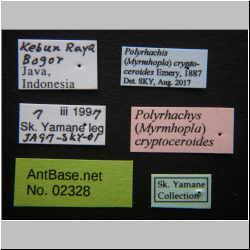 Kebun Raya
Bogor
Java,
Indonesia
7 iii 1997
Sk. Yamane leg
JA97-SKY-01
AntBase.net
No. 02328
Polyrhachis
(Myrmhopla) crypto-
ceroides Emery, 1887
Det. SKY, Aug. 2017
Polyrhachys
(Myrmhopla)
cryptoceroides
Sk. Yamane
Collection